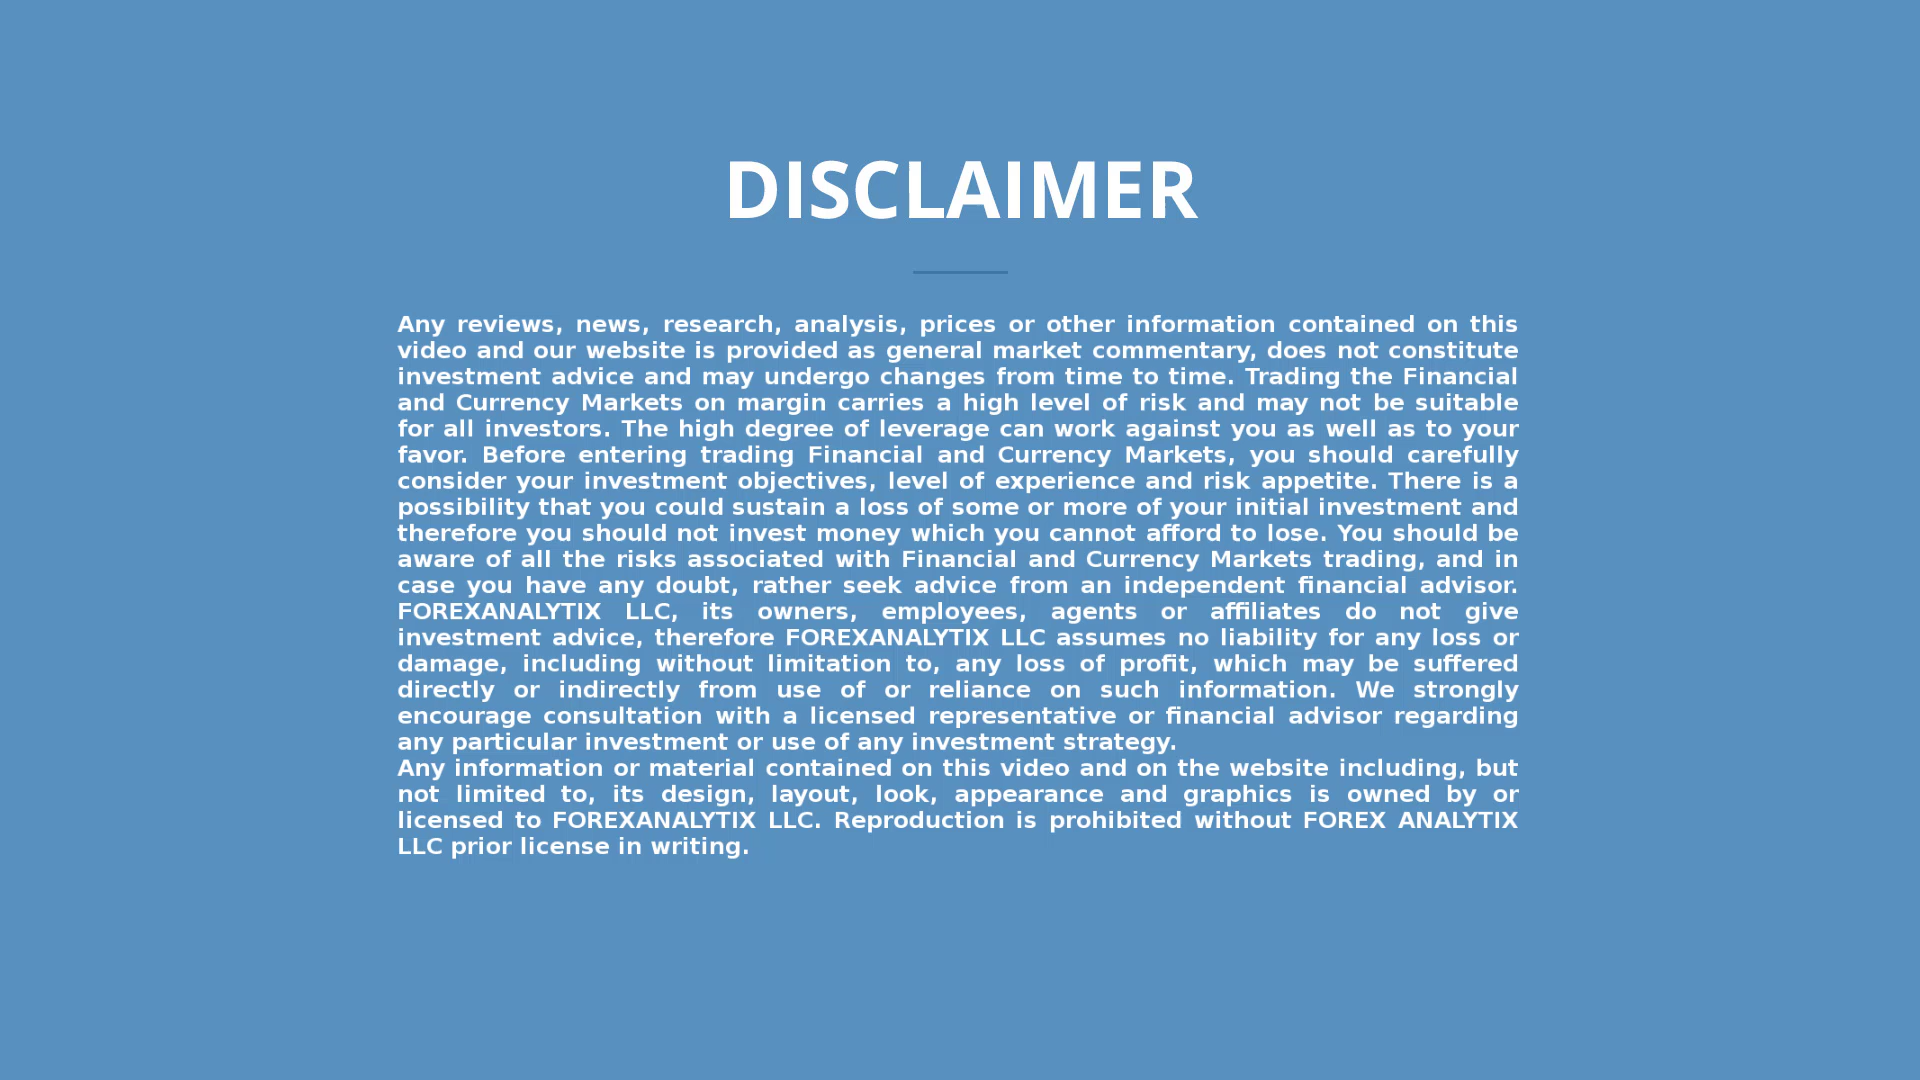 DISCLAIMER
Any reviews, news, research, analysis, prices or other information contained on this
video and our website is provided as general market commentary, does not constitute
investment advice and may undergo changes from time to time. Trading the Financial
and Currency Markets on margin carries a high level of risk and may not be suitable
for all investors. The high degree of leverage can work against you as well as to your
favor. Before entering trading Financial and Currency Markets, you should carefully
consider your investment objectives, level of experience and risk appetite. There is a
possibility that you could sustain a loss of some or more of your initial investment and
therefore you should not invest money which you cannot afford to lose. You should be
aware of all the risks associated with Financial and Currency Markets trading, and in
case you have any doubt, rather seek advice from an independent financial advisor.
FOREXANALYTIX LLC, its owners, employees, agents or affiliates do not give
investment advice, therefore FOREXANALYTIX LLC assumes no liability for any loss or
damage, including without limitation to, any loss of profit, which may be suffered
directly or indirectly from use of or reliance on such information. We strongly
encourage consultation with a licensed representative or financial advisor regarding
any particular investment or use of any investment strategy.
Any information or material contained on this video and on the website including, but
not limited to, its design, layout, look, appearance and graphics is owned by or
licensed to FOREXANALYTIX LLC. Reproduction is prohibited without FOREX ANALYTIX
LLC prior license in writing.